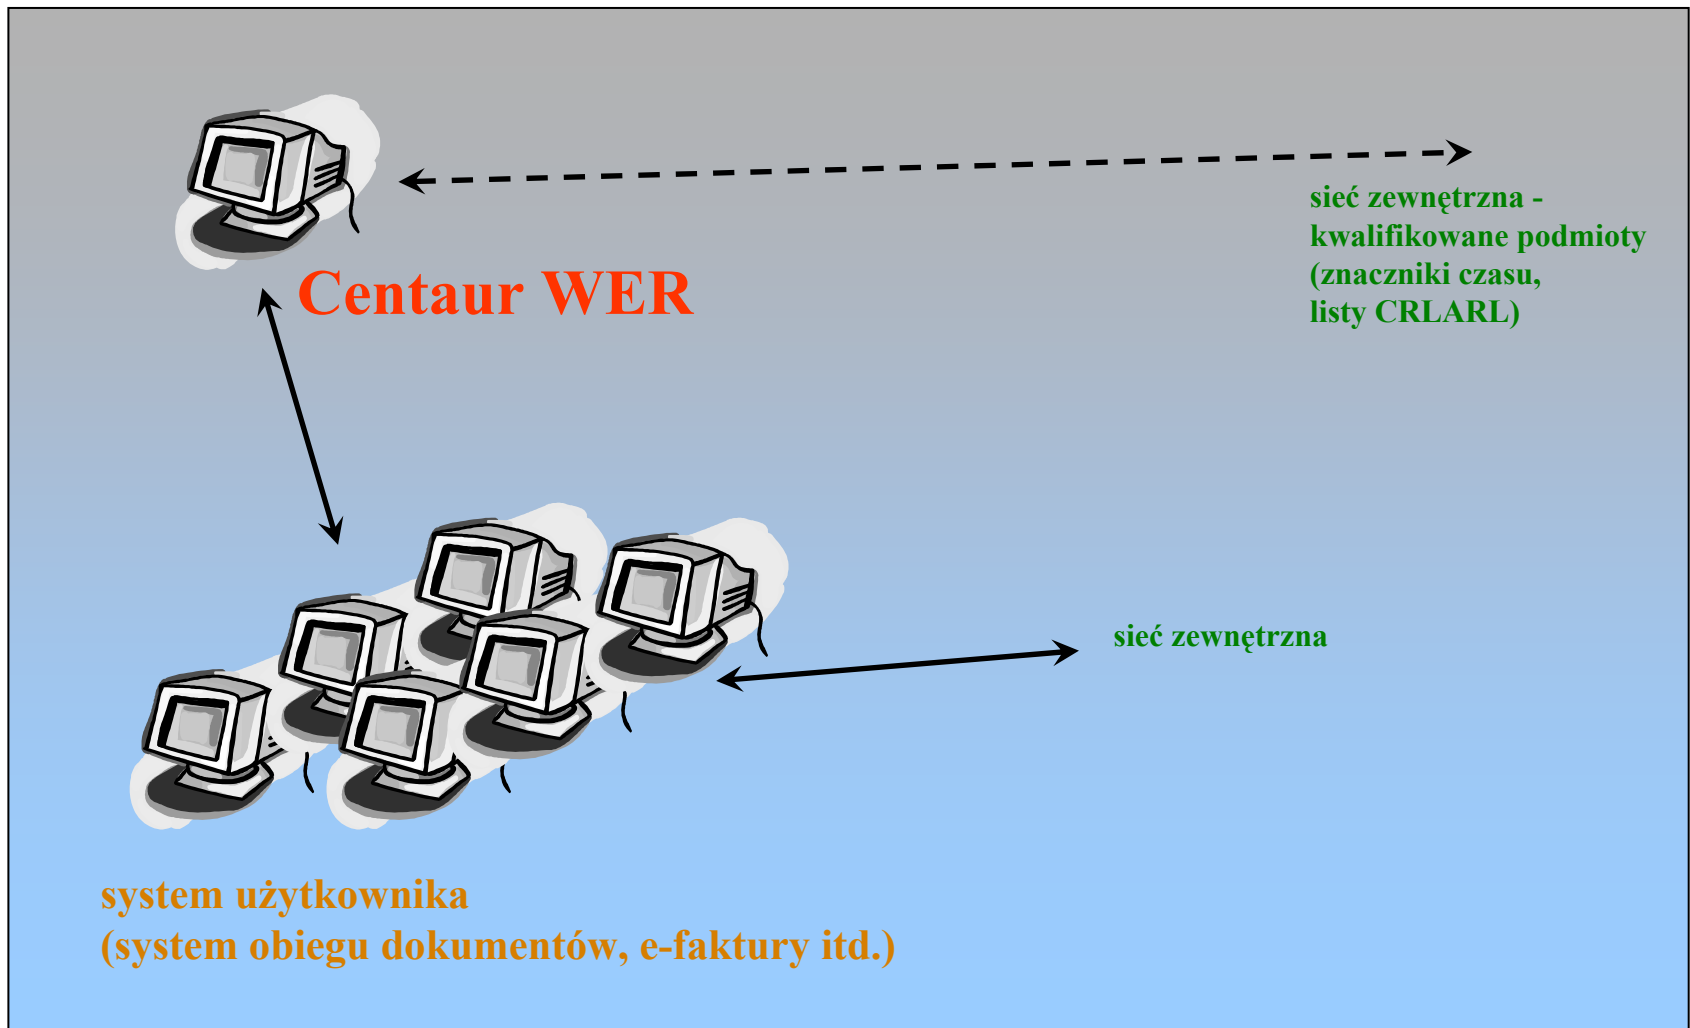 Centaur WER
sieć zewnętrzna -
kwalifikowane podmioty
(znaczniki czasu,
listy CRLARL)
sieć zewnętrzna
system użytkownika
(system obiegu dokumentów, e-faktury itd.)